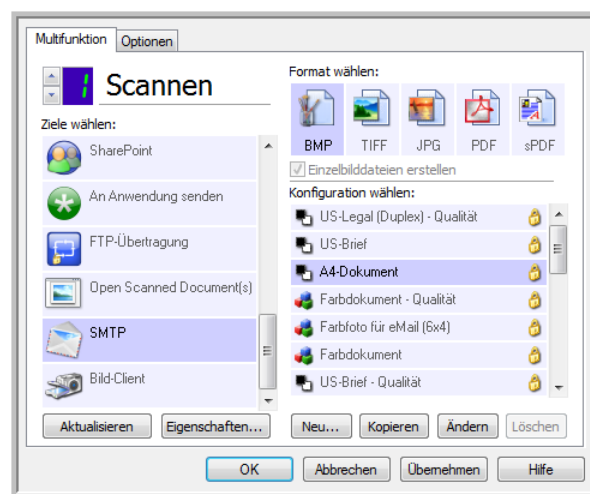 Multifunktion Optionen
1 Scannen
Ziele wählen:
SharePoint
An Anwendung senden
FTP-Übertragung
Open Scanned Document(s)
SMTP
Bild-Client
Aktualisieren Eigenschaften...
Format wählen:
BMP TIFF JPG PDF sPDF
Einzelbilddateien erstellen
Konfiguration wählen:
US-Legal (Duplex) - Qualität
US-Brief
A4-Dokument
Farbdokument - Qualität
Farbfoto für eMail (6x4)
Farbdokument
US-Brief - Qualität
Neu... Kopieren Ändern Löschen
OK Abbrechen Übernehmen Hilfe